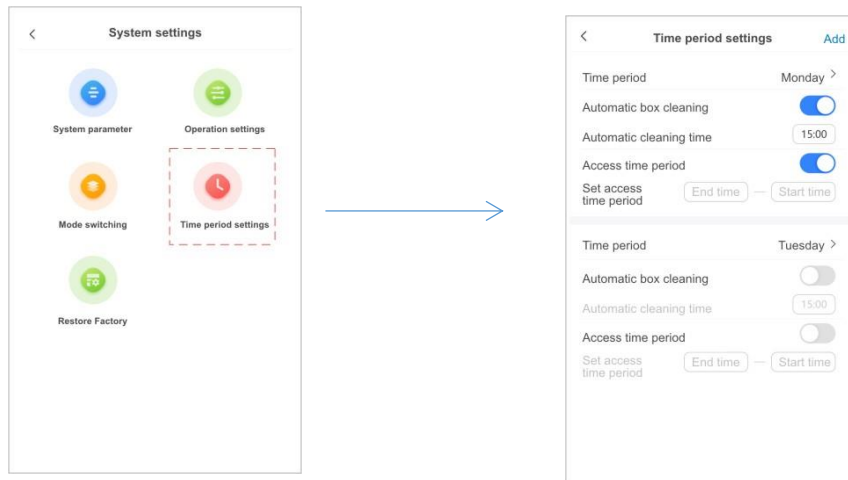 System settings
System parameter
Operation settings
Mode switching
Time period settings
Restore Factory
Time period settings
Add
Time period
Monday >
Automatic box cleaning
Automatic cleaning time
15:00
Access time period
Set access
time period
End time — Start time
Time period
Tuesday >
Automatic box cleaning
Automatic cleaning time
15:00
Access time period
Set access
time period
End time — Start time